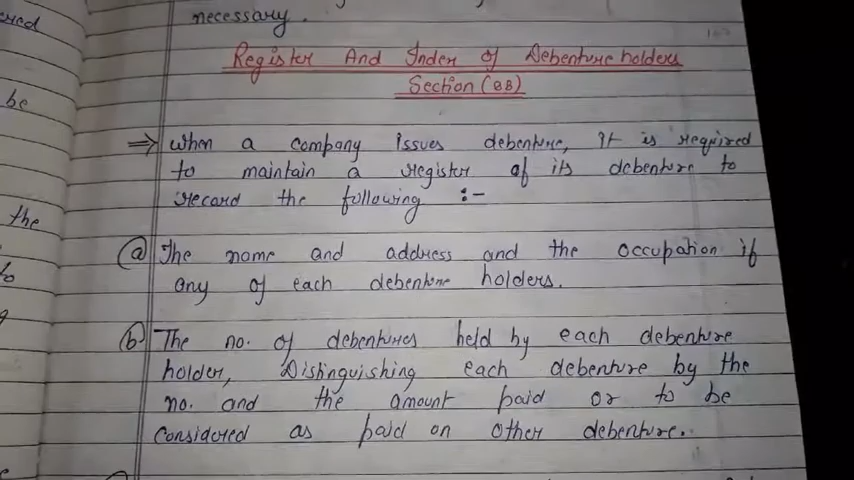 necessary.
Register And Index of Debenture holders
Section (88)
⇒ When a company issues debenture, it is required
to maintain a register of its debenture to
record the following :-
(a) The name and address and the occupation if
any of each debenture holders.
(b) The no. of debentures held by each debenture
holder, Distinguishing each debenture by the
no. and the amount paid or to be
Considered as paid on other debenture.
be
the